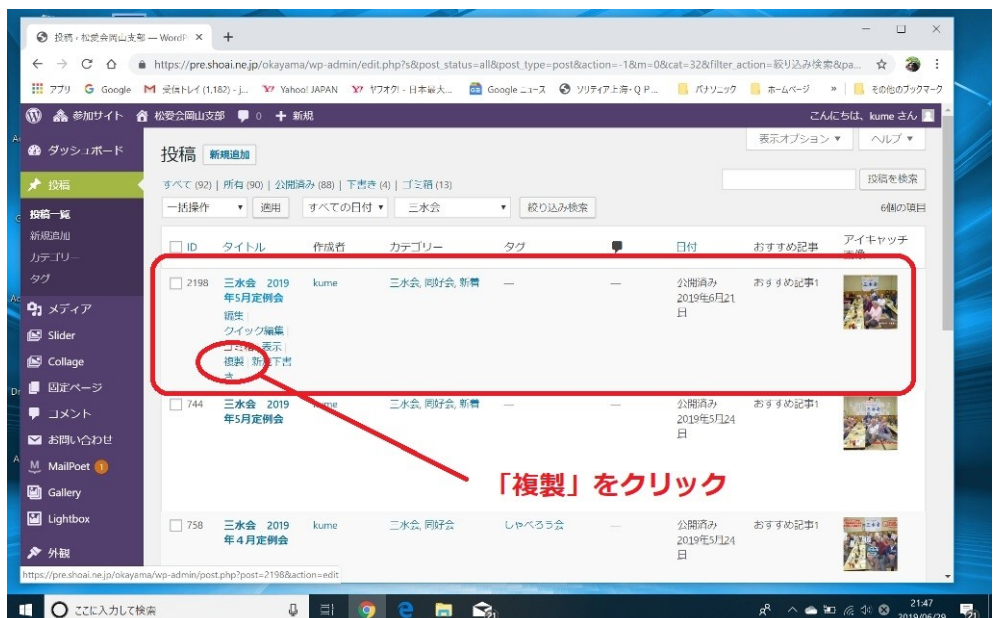 投稿 ‹ 松愛会岡山支部 — WordP
https://pre.shoai.ne.jp/okayama/wp-admin/edit.php?s&post_status=all&post_type=post&action=-1&m=0&cat=32&filter_action=絞り込み検索&pa...
アプリ Google 受信トレイ (1,182) - j... Yahoo! JAPAN ヤフオク! - 日本最大... Google ニュース ソリティア上海・Q P... パナソニック ホームページ » その他のブックマーク
参加サイト 松愛会岡山支部 0 + 新規 こんにちは、kume さん
ダッシュボード
投稿
投稿一覧
新規追加
カテゴリー
タグ
メディア
Slider
Collage
固定ページ
コメント
お問い合わせ
MailPoet 1
Gallery
Lightbox
外観
表示オプション ▼ ヘルプ ▼
投稿 新規追加
すべて (92) | 所有 (90) | 公開済み (88) | 下書き (4) | ゴミ箱 (13)
投稿を検索
一括操作 ▼ 適用 すべての日付 ▼ 三水会 ▼ 絞り込み検索 6個の項目
ID タイトル 作成者 カテゴリー タグ 日付 おすすめ記事 アイキャッチ
画像
2198 三水会 2019 kume 三水会, 同好会, 新着 — — 公開済み おすすめ記事1
年5月定例会 2019年6月21
日
編集 |
クイック編集 |
ゴミ箱 | 表示 |
複製 | 新規下書
き
744 三水会 2019 kume 三水会, 同好会, 新着 — — 公開済み おすすめ記事1
年5月定例会 2019年5月24
日
「複製」をクリック
758 三水会 2019 kume 三水会, 同好会 しゃべろう会 — 公開済み おすすめ記事1
年４月定例会 2019年5月24
日
https://pre.shoai.ne.jp/okayama/wp-admin/post.php?post=2198&action=edit
ここに入力して検索
21:47
2019/06/29